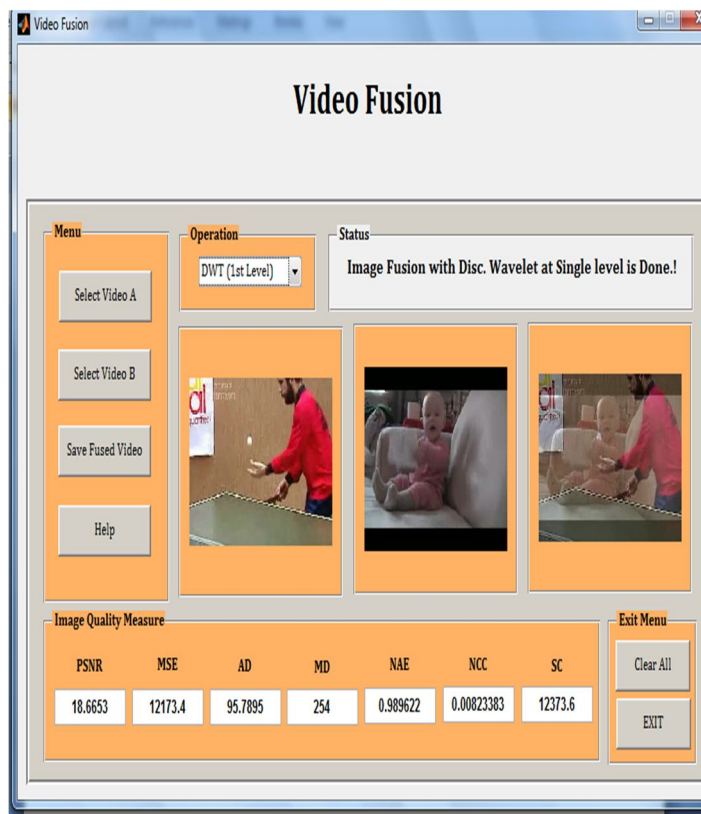 Video Fusion
Video Fusion
Menu
Select Video A
Select Video B
Save Fused Video
Help
Operation
DWT (1st Level)
Status
Image Fusion with Disc. Wavelet at Single level is Done.!
al
al
Image Quality Measure
PSNR MSE AD MD NAE NCC SC
18.6653 12173.4 95.7895 254 0.989622 0.00823383 12373.6
Exit Menu
Clear All
EXIT